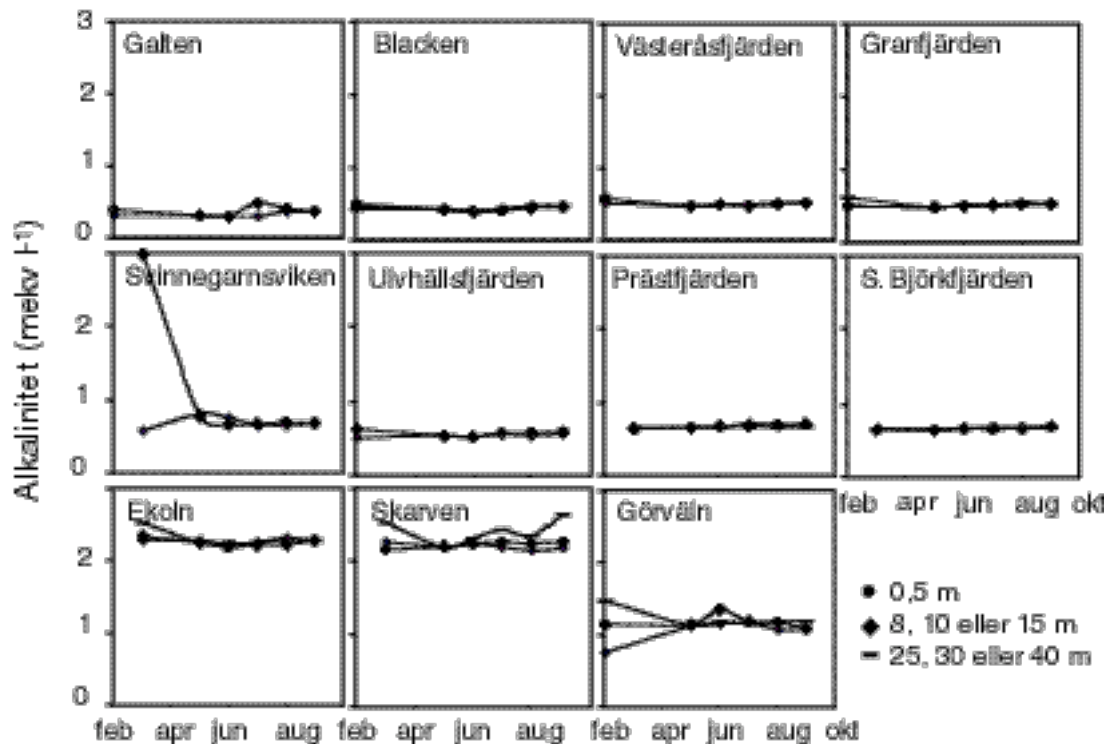 Alkalinitet (mekv l-1)
3
2
1
0
Galten
Blacken
Västeråsfjärden
Granfjärden
2
1
0
Svinnegarnsviken
Ulvhällsfjärden
Prästfjärden
S. Björkfjärden
feb apr jun aug okt
2
1
0
Ekoln
Skarven
Görväln
0,5 m
8, 10 eller 15 m
25, 30 eller 40 m
feb apr jun aug
feb apr jun aug
feb apr jun aug okt